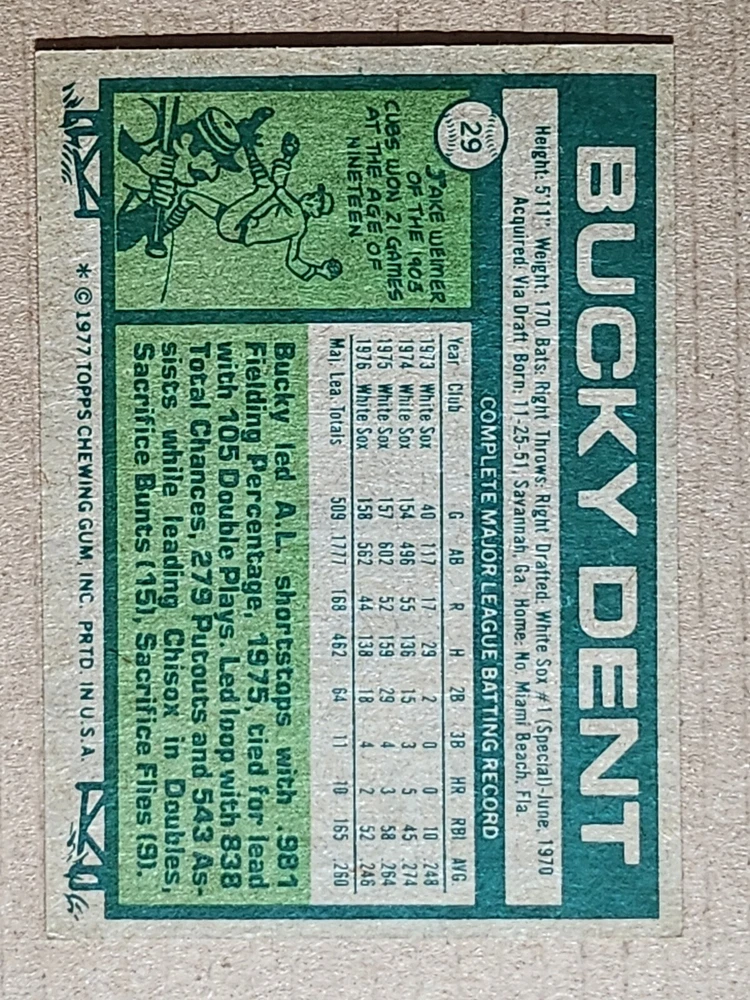 29
BUCKY DENT
Height: 5'11" Weight: 170 Bats: Right Throws: Right Drafted: White Sox #1 (Special)-June, 1970
Acquired: Via Draft Born: 11-25-51, Savannah, Ga. Home: No. Miami Beach, Fla.
COMPLETE MAJOR LEAGUE BATTING RECORD
Year Club G AB R H 2B 3B HR RBI AVG
1973 White Sox 40 117 17 29 2 0 0 10 .248
1974 White Sox 154 496 55 136 15 3 5 45 .274
1975 White Sox 157 602 52 159 29 4 3 58 .264
1976 White Sox 158 562 44 138 18 4 2 52 .246
Maj. Lea. Totals 509 1777 168 462 64 11 10 165 .260
JAKE WEIMER
OF THE 1903
CUBS WON 21 GAMES
AT THE AGE OF
NINETEEN.
Bucky led A.L. shortstops with .981
Fielding Percentage, 1975, tied for lead
with 105 Double Plays. Led loop with 838
Total Chances, 279 Putouts and 543 As-
sists while leading Chisox in Doubles,
Sacrifice Bunts (15), Sacrifice Flies (9).
* © 1977 TOPPS CHEWING GUM, INC. PRTD. IN U.S.A.